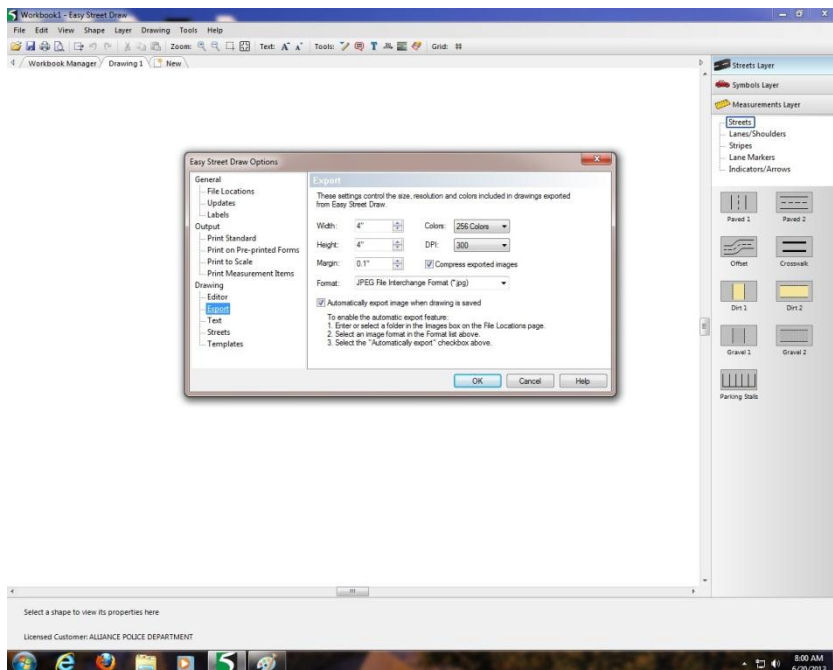 Workbook1 - Easy Street Draw
File Edit View Shape Layer Drawing Tools Help
Zoom: Text: A A Tools: T Grid: #
Workbook Manager Drawing 1 New
Streets Layer
Symbols Layer
Measurements Layer
Streets
Lanes/Shoulders
Stripes
Lane Markers
Indicators/Arrows
Paved 1 Paved 2
Offset Crosswalk
Dirt 1 Dirt 2
Gravel 1 Gravel 2
Parking Stalls
Easy Street Draw Options
General
File Locations
Updates
Labels
Output
Print Standard
Print on Pre-printed Forms
Print to Scale
Print Measurement Items
Drawing
Editor
Export
Text
Streets
Templates
Export
These settings control the size, resolution and colors included in drawings exported
from Easy Street Draw.
Width: 4" Colors: 256 Colors
Height: 4" DPI: 300
Margin: 0.1" Compress exported images
Format: JPEG File Interchange Format (*.jpg)
Automatically export image when drawing is saved
To enable the automatic export feature:
1. Enter or select a folder in the Images box on the File Locations page.
2. Select an image format in the Format list above.
3. Select the "Automatically export" checkbox above.
OK Cancel Help
Select a shape to view its properties here
Licensed Customer: ALLIANCE POLICE DEPARTMENT
8:00 AM
6/20/2013